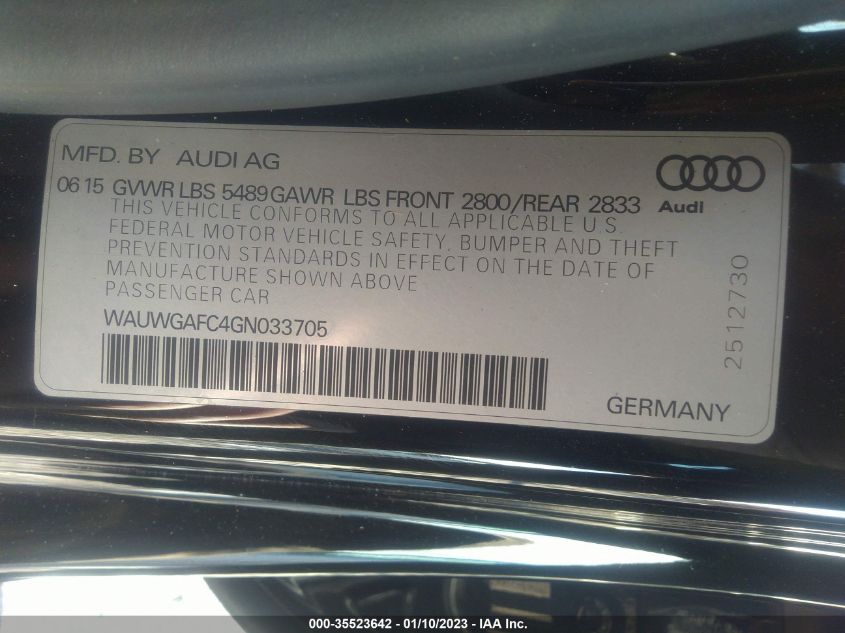 MFD. BY AUDI AG
06 15 GVWR LBS 5489 GAWR LBS FRONT 2800/REAR 2833
Audi
THIS VEHICLE CONFORMS TO ALL APPLICABLE U.S.
FEDERAL MOTOR VEHICLE SAFETY, BUMPER AND THEFT
PREVENTION STANDARDS IN EFFECT ON THE DATE OF
MANUFACTURE SHOWN ABOVE
PASSENGER CAR
WAUWGAFC4GN033705
2512730
GERMANY
000-35523642 - 01/10/2023 - IAA Inc.